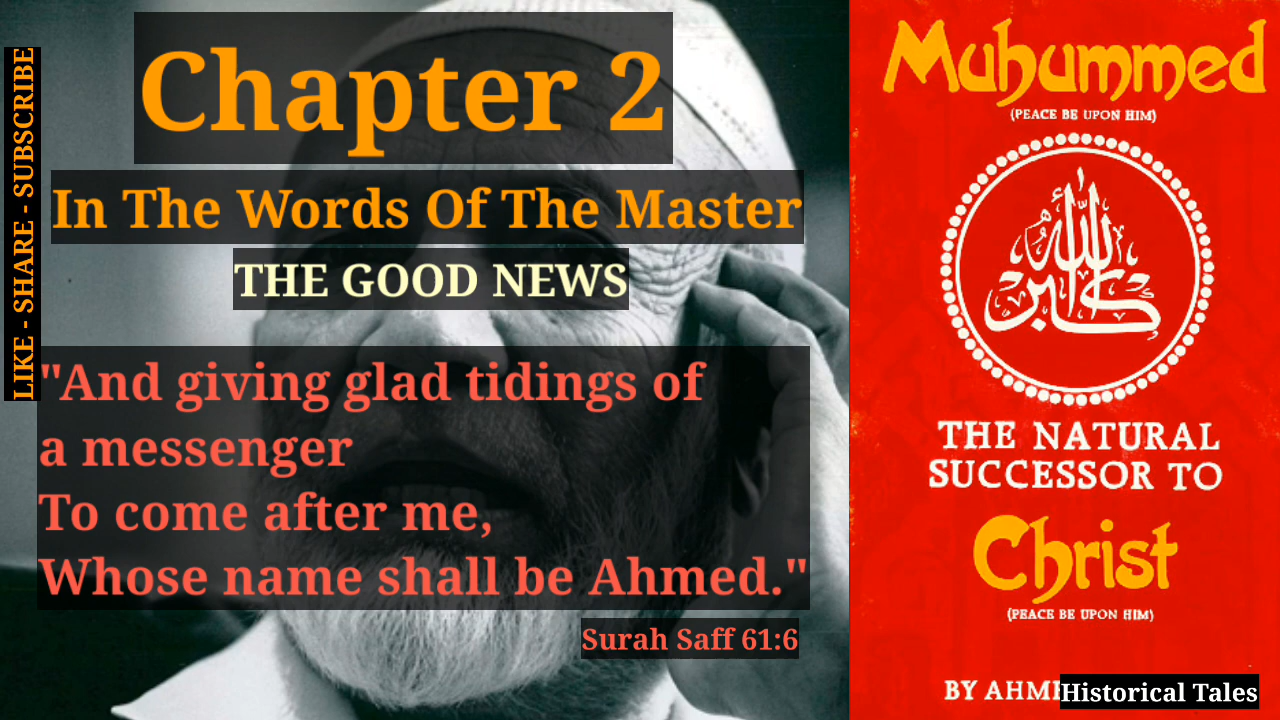 LIKE - SHARE - SUBSCRIBE
Chapter 2
In The Words Of The Master
THE GOOD NEWS
"And giving glad tidings of
a messenger
To come after me,
Whose name shall be Ahmed."
Surah Saff 61:6
Muhummed
(PEACE BE UPON HIM)
الله أكبر
THE NATURAL
SUCCESSOR TO
Christ
(PEACE BE UPON HIM)
BY
Historical Tales